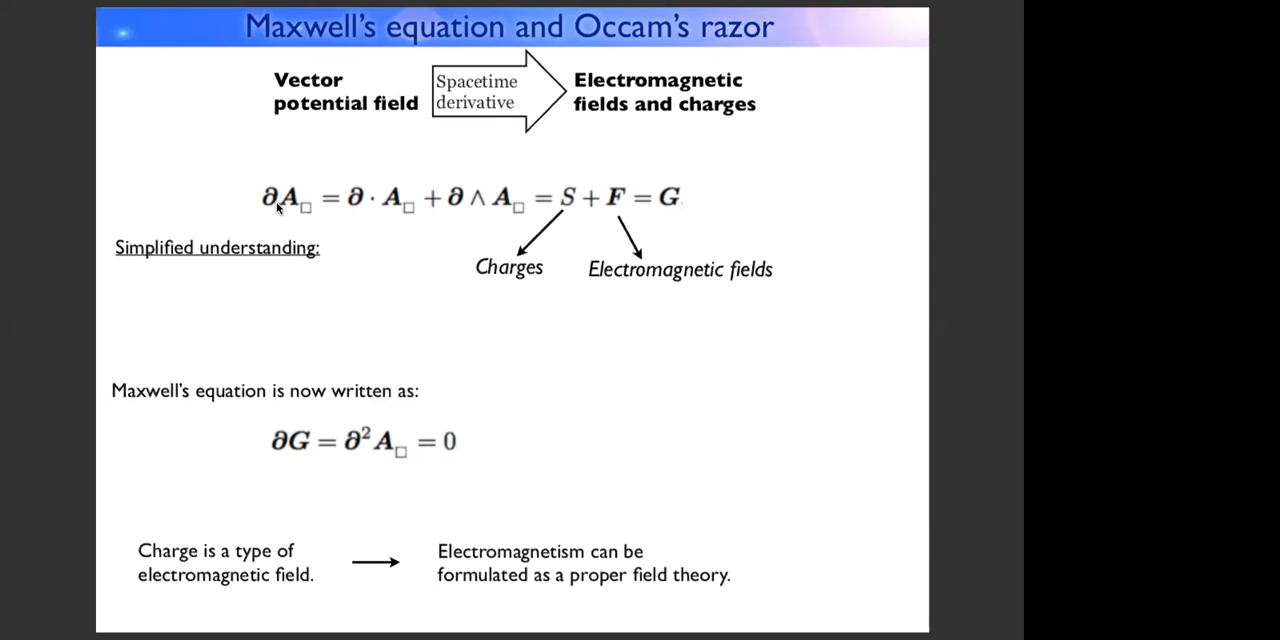 Maxwell's equation and Occam's razor
Vector
potential field
Spacetime
derivative
Electromagnetic
fields and charges
∂A□ = ∂ · A□ + ∂ ∧ A□ = S + F = G
Simplified understanding:
Charges
Electromagnetic fields
Maxwell's equation is now written as:
∂G = ∂²A□ = 0
Charge is a type of
electromagnetic field.
Electromagnetism can be
formulated as a proper field theory.